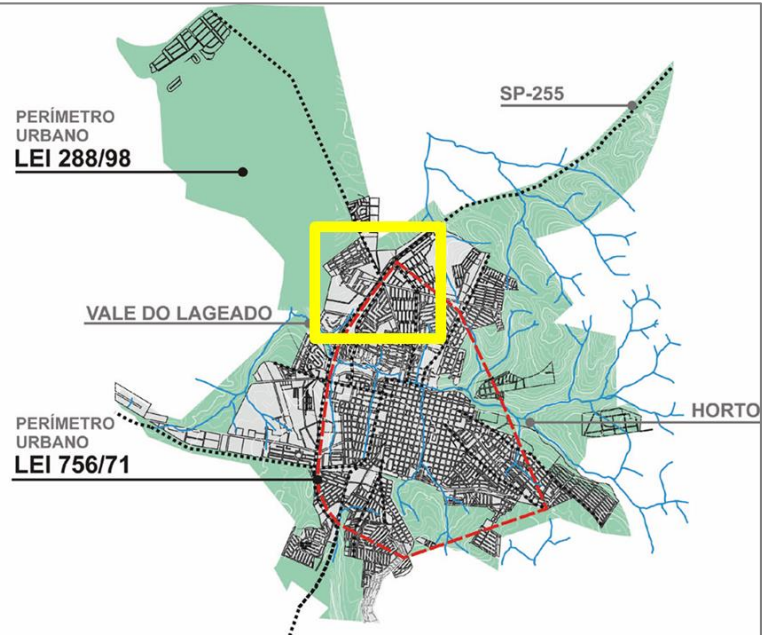 SP-255
PERÍMETRO
URBANO
LEI 288/98
VALE DO LAGEADO
HORTO
PERÍMETRO
URBANO
LEI 756/71